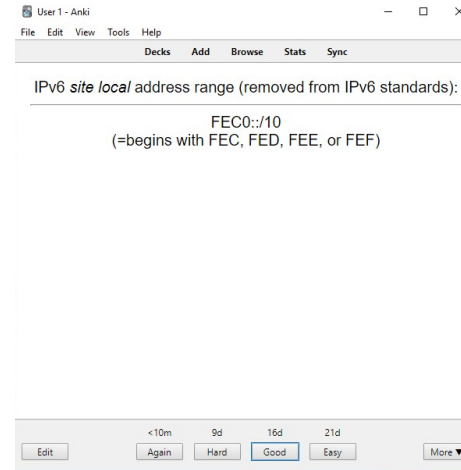 User 1 - Anki
File Edit View Tools Help
Decks Add Browse Stats Sync
IPv6 site local address range (removed from IPv6 standards):
FEC0::/10
(=begins with FEC, FED, FEE, or FEF)
<10m 9d 16d 21d
Edit Again Hard Good Easy More ▼